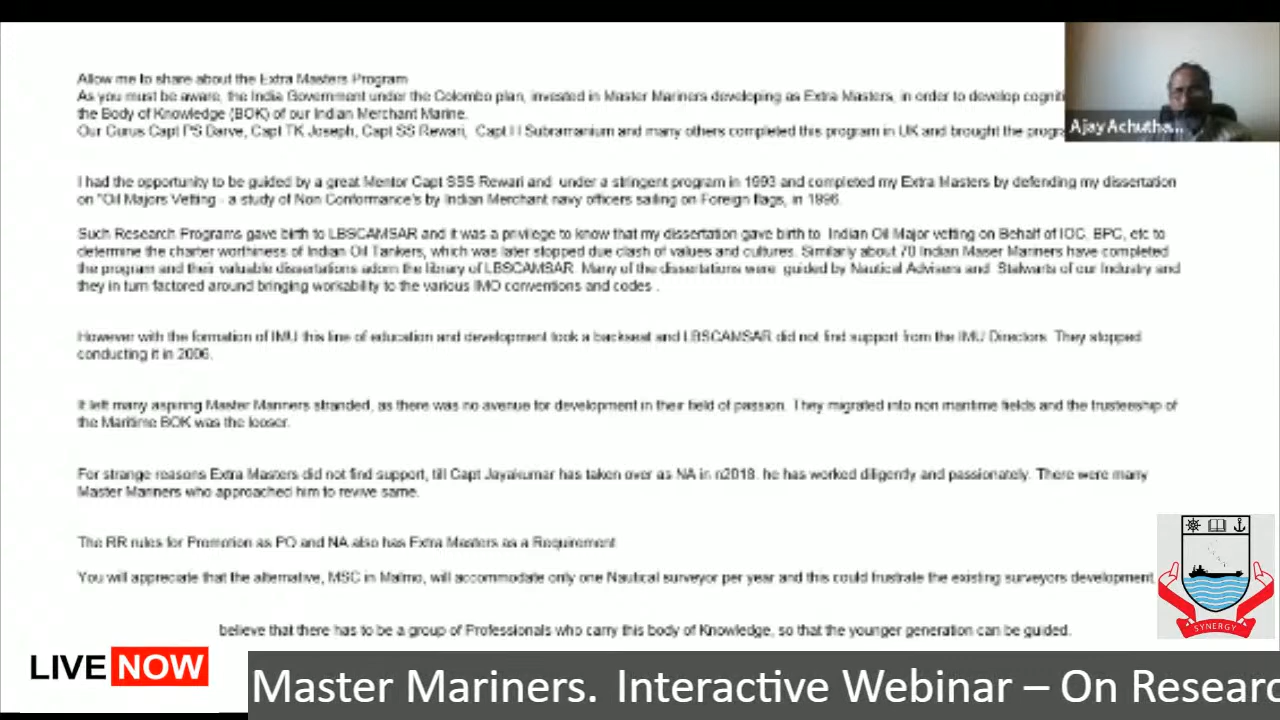 Allow me to share about the Extra Masters Program
As you must be aware, the India Government under the Colombo plan, invested in Master Mariners developing as Extra Masters, in order to develop cogniti
the Body of Knowledge (BOK) of our Indian Merchant Marine.
Our Gurus Capt PS Barve, Capt TK Joseph, Capt SS Rewari, Capt H Subramanium and many others completed this program in UK and brought the progra
Ajay Achutha...
I had the opportunity to be guided by a great Mentor Capt SSS Rewari and under a stringent program in 1993 and completed my Extra Masters by defending my dissertation
on "Oil Majors Vetting - a study of Non Conformance's by Indian Merchant navy officers sailing on Foreign flags, in 1996.
Such Research Programs gave birth to LBSCAMSAR and it was a privilege to know that my dissertation gave birth to Indian Oil Major vetting on Behalf of IOC, BPC, etc to
determine the charter worthiness of Indian Oil Tankers, which was later stopped due clash of values and cultures. Similarly about 70 Indian Maser Mariners have completed
the program and their valuable dissertations adorn the library of LBSCAMSAR. Many of the dissertations were guided by Nautical Advisers and Stalwarts of our Industry and
they in turn factored around bringing workability to the various IMO conventions and codes .
However with the formation of IMU this line of education and development took a backseat and LBSCAMSAR did not find support from the IMU Directors. They stopped
conducting it in 2006.
It left many aspiring Master Mariners stranded, as there was no avenue for development in their field of passion. They migrated into non maritime fields and the trusteeship of
the Maritime BOK was the looser.
For strange reasons Extra Masters did not find support, till Capt Jayakumar has taken over as NA in n2018. he has worked diligently and passionately. There were many
Master Mariners who approached him to revive same.
The RR rules for Promotion as PO and NA also has Extra Masters as a Requirement
You will appreciate that the alternative, MSC in Malmo, will accommodate only one Nautical surveyor per year and this could frustrate the existing surveyors development.
believe that there has to be a group of Professionals who carry this body of Knowledge, so that the younger generation can be guided.
SYNERGY
LIVE NOW
Master Mariners. Interactive Webinar – On Researc